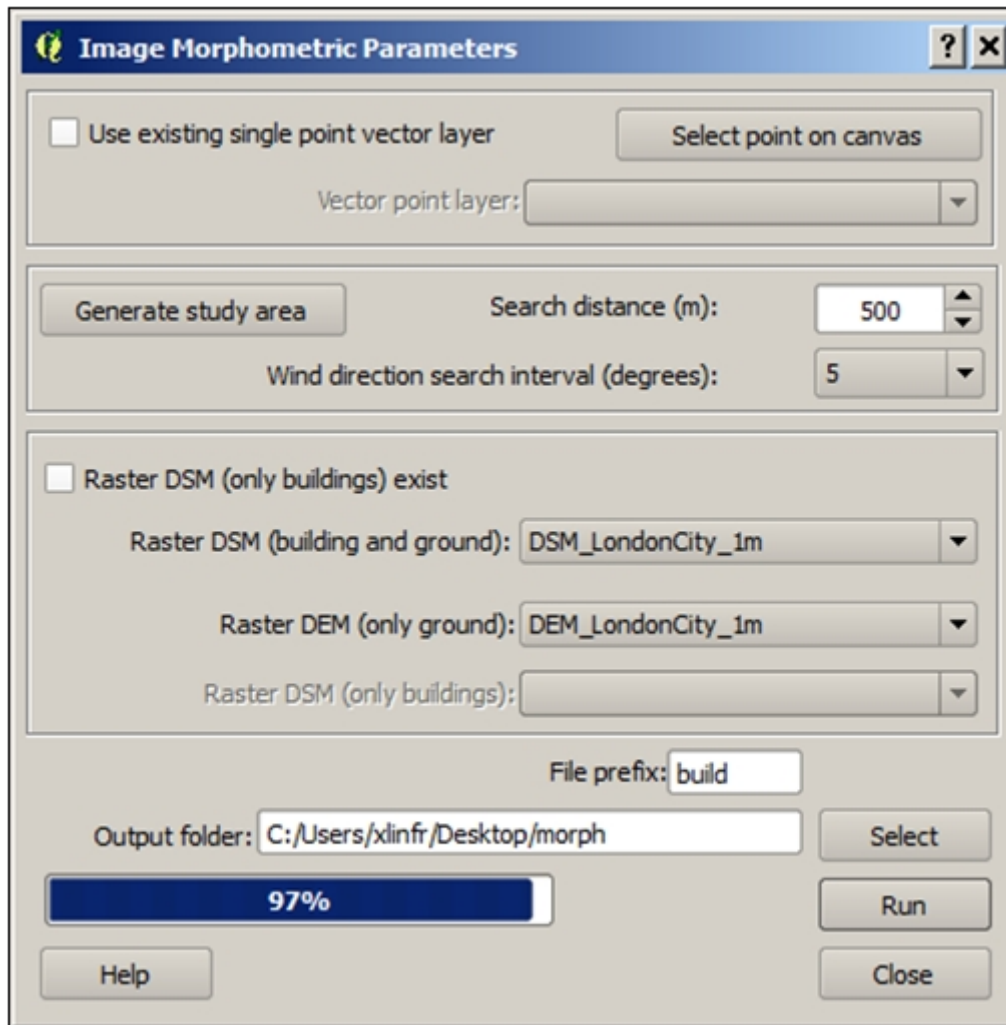 Image Morphometric Parameters
Use existing single point vector layer
Select point on canvas
Vector point layer:
Generate study area
Search distance (m):
500
Wind direction search interval (degrees):
5
Raster DSM (only buildings) exist
Raster DSM (building and ground):
DSM_LondonCity_1m
Raster DEM (only ground):
DEM_LondonCity_1m
Raster DSM (only buildings):
File prefix:
build
Output folder:
C:/Users/xlinfr/Desktop/morph
Select
97%
Run
Help
Close